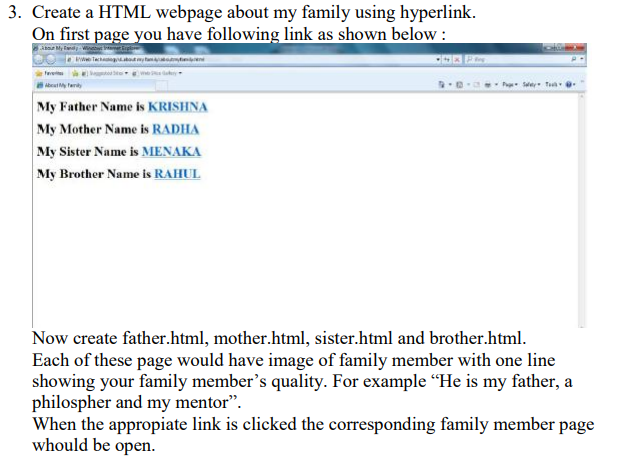 3. Create a HTML webpage about my family using hyperlink.
On first page you have following link as shown below :
About My Family - Windows Internet Explorer
Favorites Suggested Sites Web Slice Gallery
About My Family Page Safety Tools
My Father Name is KRISHNA
My Mother Name is RADHA
My Sister Name is MENAKA
My Brother Name is RAHUL
Now create father.html, mother.html, sister.html and brother.html.
Each of these page would have image of family member with one line
showing your family member’s quality. For example “He is my father, a
philospher and my mentor”.
When the appropiate link is clicked the corresponding family member page
whould be open.